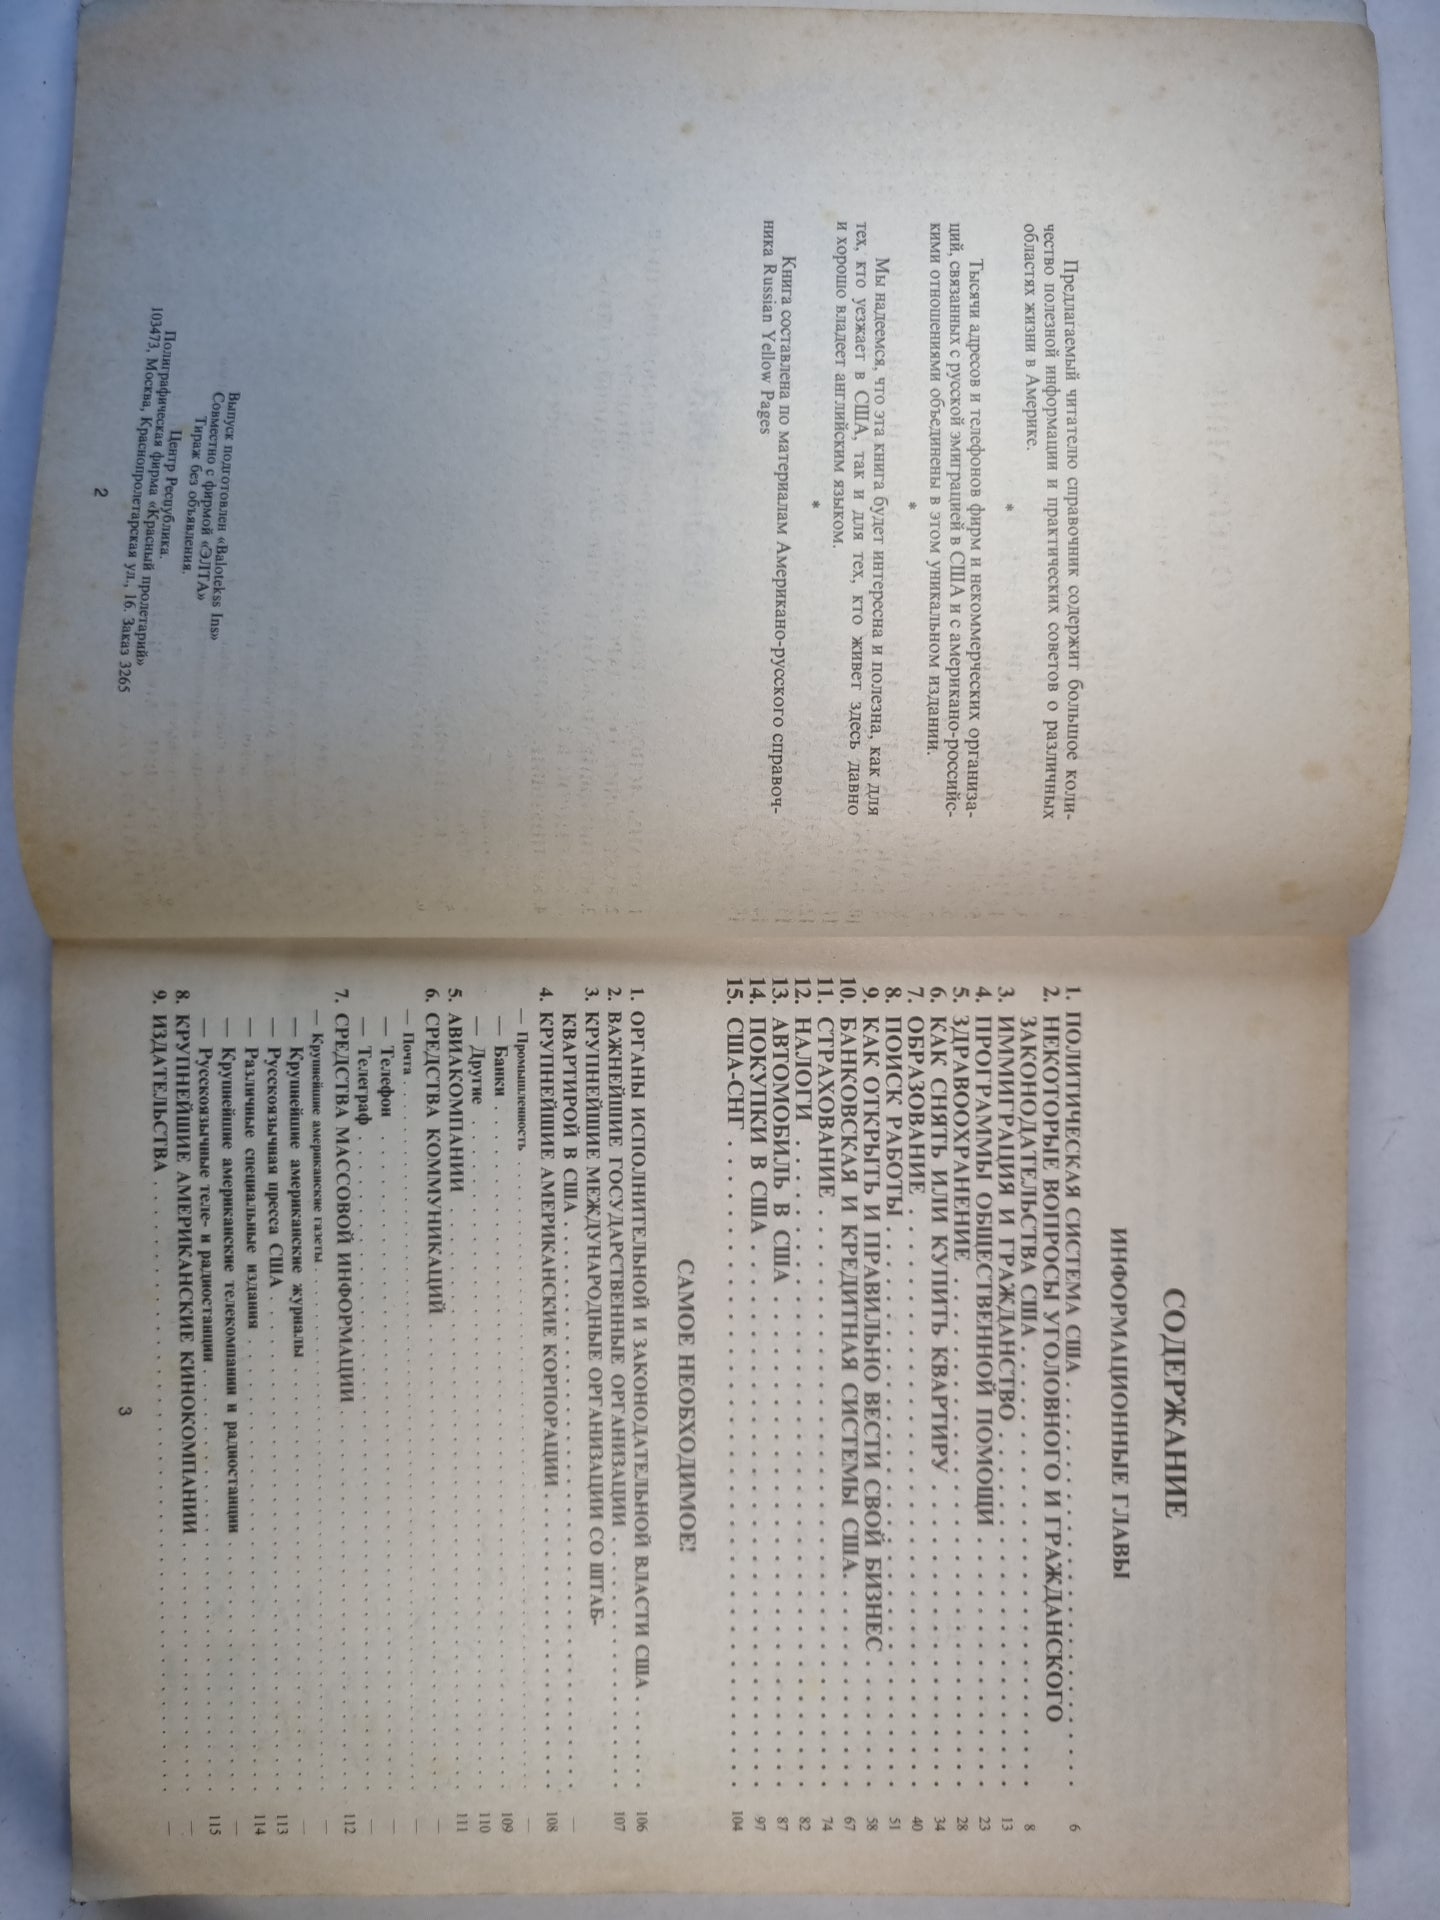 Предлагаемый читателю справочник содержит большое коли-
чество полезной информации и практических советов о различных
областях жизни в Америке.
*
Тысячи адресов и телефонов фирм и некоммерческих организа-
ций, связанных с русской эмиграцией в США и с американо-российс-
кими отношениями объединены в этом уникальном издании.
*
Мы надеемся, что эта книга будет интересна и полезна, как для
тех, кто уезжает в США, так и для тех, кто живет здесь давно
и хорошо владеет английским языком.
*
Книга составлена по материалам Американо-русского справоч-
ника Russian Yellow Pages
Выпуск подготовлен «Balotekss Ins»
Совместно с фирмой «ЭЛТА»
Тираж без объявления.
Центр Республика.
Полиграфическая фирма «Красный пролетарий»
103473, Москва, Краснопролетарская ул., 16. Заказ 3265
2
СОДЕРЖАНИЕ
ИНФОРМАЦИОННЫЕ ГЛАВЫ
1. ПОЛИТИЧЕСКАЯ СИСТЕМА США . . . . . 6
2. НЕКОТОРЫЕ ВОПРОСЫ УГОЛОВНОГО И ГРАЖДАНСКОГО
ЗАКОНОДАТЕЛЬСТВА США . . . . . 8
3. ИММИГРАЦИЯ И ГРАЖДАНСТВО . . . . . 13
4. ПРОГРАММЫ ОБЩЕСТВЕННОЙ ПОМОЩИ . . . . . 23
5. ЗДРАВООХРАНЕНИЕ . . . . . 28
6. КАК СНЯТЬ ИЛИ КУПИТЬ КВАРТИРУ . . . . . 34
7. ОБРАЗОВАНИЕ . . . . . 40
8. ПОИСК РАБОТЫ . . . . . 51
9. КАК ОТКРЫТЬ И ПРАВИЛЬНО ВЕСТИ СВОЙ БИЗНЕС . . . . . 58
10. БАНКОВСКАЯ И КРЕДИТНАЯ СИСТЕМЫ США . . . . . 67
11. СТРАХОВАНИЕ . . . . . 74
12. НАЛОГИ . . . . . 82
13. АВТОМОБИЛЬ В США . . . . . 87
14. ПОКУПКИ В США . . . . . 97
15. США-СНГ . . . . . 104
САМОЕ НЕОБХОДИМОЕ!
1. ОРГАНЫ ИСПОЛНИТЕЛЬНОЙ И ЗАКОНОДАТЕЛЬНОЙ ВЛАСТИ США . . . . . 106
2. ВАЖНЕЙШИЕ ГОСУДАРСТВЕННЫЕ ОРГАНИЗАЦИИ . . . . . 107
3. КРУПНЕЙШИЕ МЕЖДУНАРОДНЫЕ ОРГАНИЗАЦИИ СО ШТАБ-
КВАРТИРОЙ В США . . . . . —
4. КРУПНЕЙШИЕ АМЕРИКАНСКИЕ КОРПОРАЦИИ . . . . . 108
— Промышленность . . . . . —
— Банки . . . . . 109
— Другие . . . . . 110
5. АВИАКОМПАНИИ . . . . . 111
6. СРЕДСТВА КОММУНИКАЦИЙ . . . . . —
— Почта . . . . . —
— Телефон . . . . . —
— Телеграф . . . . . —
7. СРЕДСТВА МАССОВОЙ ИНФОРМАЦИИ . . . . . 112
— Крупнейшие американские газеты . . . . . —
— Крупнейшие американские журналы . . . . . —
— Русскоязычная пресса США . . . . . 113
— Различные специальные издания . . . . . 114
— Крупнейшие американские телекомпании и радиостанции . . . . . —
— Русскоязычные теле- и радиостанции . . . . . 115
8. КРУПНЕЙШИЕ АМЕРИКАНСКИЕ КИНОКОМПАНИИ . . . . . —
9. ИЗДАТЕЛЬСТВА . . . . . —
3